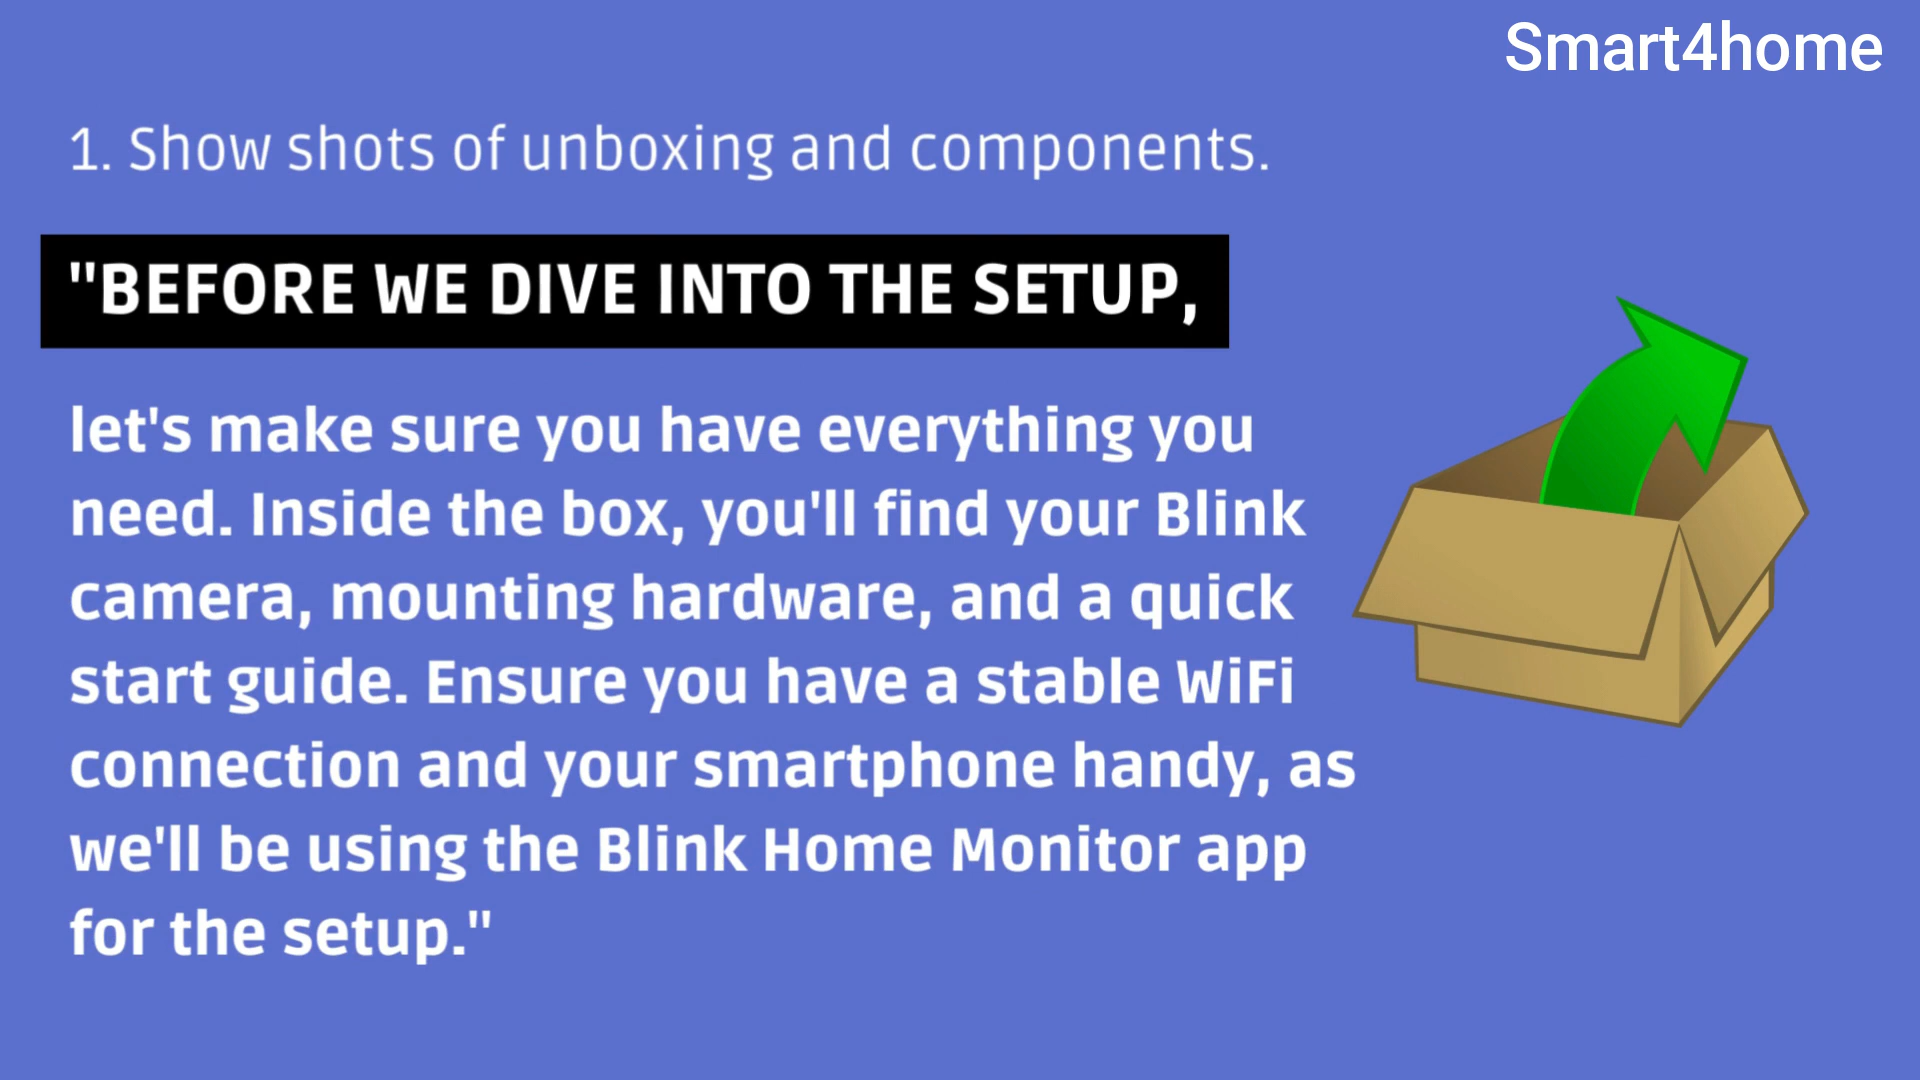 Smart4home
1. Show shots of unboxing and components.
"BEFORE WE DIVE INTO THE SETUP,
let's make sure you have everything you
need. Inside the box, you'll find your Blink
camera, mounting hardware, and a quick
start guide. Ensure you have a stable WiFi
connection and your smartphone handy, as
we'll be using the Blink Home Monitor app
for the setup."